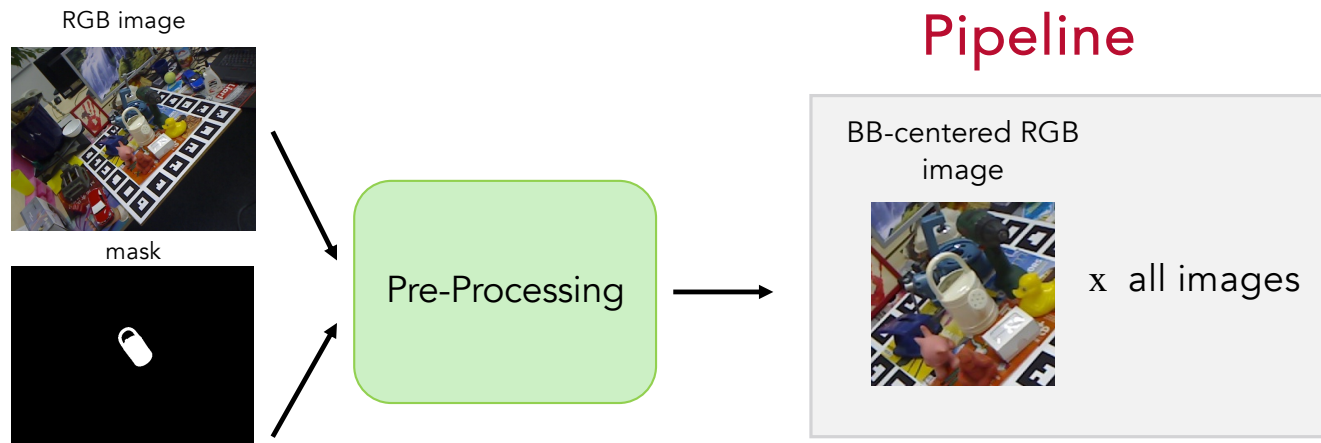 RGB image
Pipeline
BB-centered RGB
image
mask
Pre-Processing
x all images